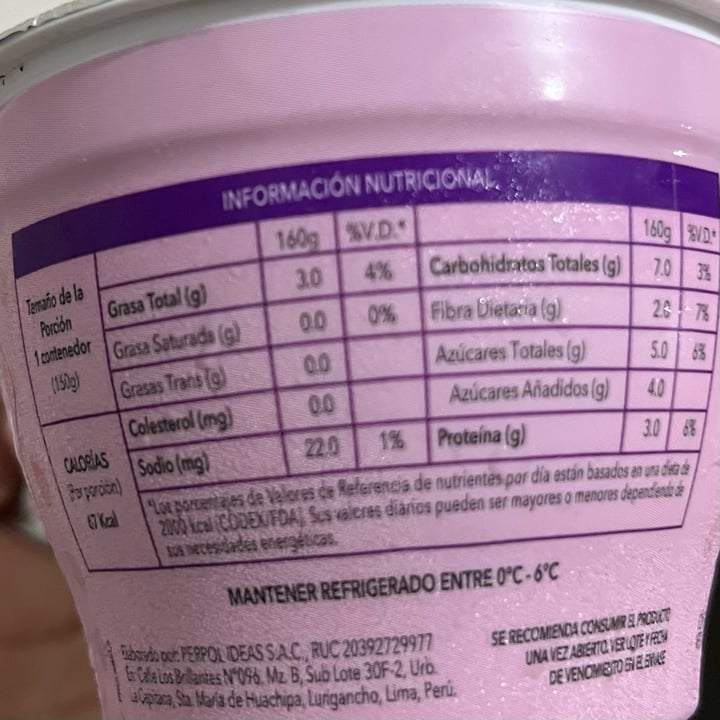 INFORMACIÓN NUTRICIONAL
Tamaño de la
Porción
1 contenedor
(160g)
CALORÍAS
(Por porción)
67 Kcal
160g %V.D.*
Grasa Total (g) 3.0 4%
Grasa Saturada (g) 0.0 0%
Grasas Trans (g) 0.0
Colesterol (mg) 0.0
Sodio (mg) 22.0 1%
160g %V.D.*
Carbohidratos Totales (g) 7.0 3%
Fibra Dietaria (g) 2.0 7%
Azúcares Totales (g) 5.0 6%
Azúcares Añadidos (g) 4.0
Proteína (g) 3.0 6%
*Los porcentajes de Valores de Referencia de nutrientes por día están basados en una dieta de
2000 kcal (CODEX/FDA). Sus valores diarios pueden ser mayores o menores dependiendo de
sus necesidades energéticas.
MANTENER REFRIGERADO ENTRE 0°C - 6°C
Elaborado por: PERPOL IDEAS S.A.C., RUC 20392729977
En Calle Los Brillantes N°096, Mz. B, Sub Lote 30F-2, Urb.
La Capitana, Sta. María de Huachipa, Lurigancho, Lima, Perú.
SE RECOMIENDA CONSUMIR EL PRODUCTO
UNA VEZ ABIERTO. VER LOTE Y FECHA
DE VENCIMIENTO EN EL ENVASE